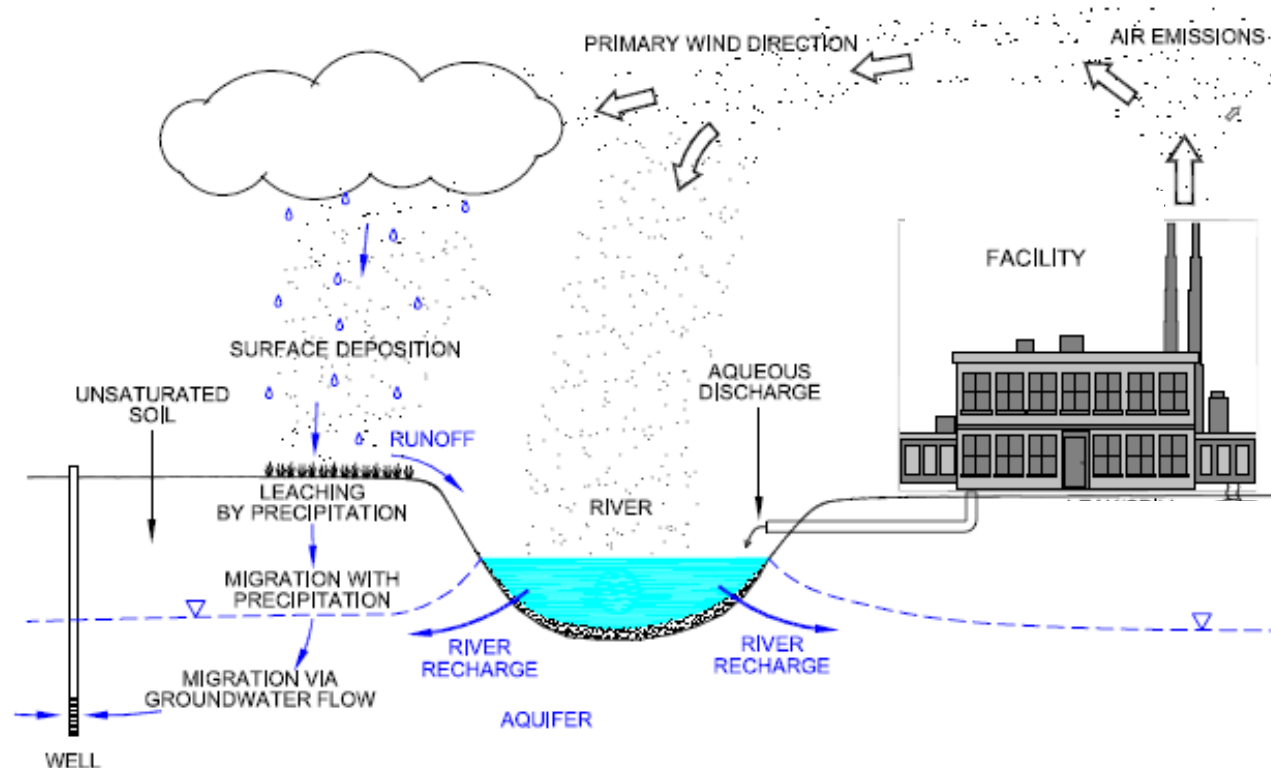 PRIMARY WIND DIRECTION
AIR EMISSIONS
FACILITY
SURFACE DEPOSITION
AQUEOUS
DISCHARGE
UNSATURATED
SOIL
RUNOFF
LEACHING
BY PRECIPITATION
RIVER
MIGRATION WITH
PRECIPITATION
RIVER
RECHARGE
RIVER
RECHARGE
MIGRATION VIA
GROUNDWATER FLOW
AQUIFER
WELL